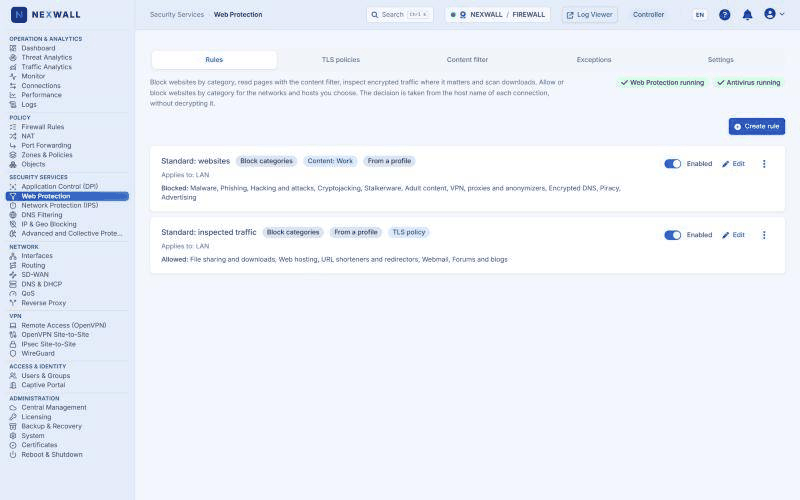 NEXWALL
Security Services
Web Protection
Search
Ctrl K
NEXWALL / FIREWALL
Log Viewer
Controller
EN
OPERATION & ANALYTICS
Dashboard
Threat Analytics
Traffic Analytics
Monitor
Connections
Performance
Logs
POLICY
Firewall Rules
NAT
Port Forwarding
Zones & Policies
Objects
SECURITY SERVICES
Application Control (DPI)
Web Protection
Network Protection (IPS)
DNS Filtering
IP & Geo Blocking
Advanced and Collective Prote...
NETWORK
Interfaces
Routing
SD-WAN
DNS & DHCP
QoS
Reverse Proxy
VPN
Remote Access (OpenVPN)
OpenVPN Site-to-Site
IPsec Site-to-Site
WireGuard
ACCESS & IDENTITY
Users & Groups
Captive Portal
ADMINISTRATION
Central Management
Licensing
Backup & Recovery
System
Certificates
Reboot & Shutdown
Rules
TLS policies
Content filter
Exceptions
Settings
Block websites by category, read pages with the content filter, inspect encrypted traffic where it matters and scan downloads. Allow or
block websites by category for the networks and hosts you choose. The decision is taken from the host name of each connection,
without decrypting it.
Web Protection running
Antivirus running
Create rule
Standard: websites
Block categories
Content: Work
From a profile
Enabled
Edit
Applies to: LAN
Blocked: Malware, Phishing, Hacking and attacks, Cryptojacking, Stalkerware, Adult content, VPN, proxies and anonymizers, Encrypted DNS, Piracy,
Advertising
Standard: inspected traffic
Block categories
From a profile
TLS policy
Enabled
Edit
Applies to: LAN
Allowed: File sharing and downloads, Web hosting, URL shorteners and redirectors, Webmail, Forums and blogs